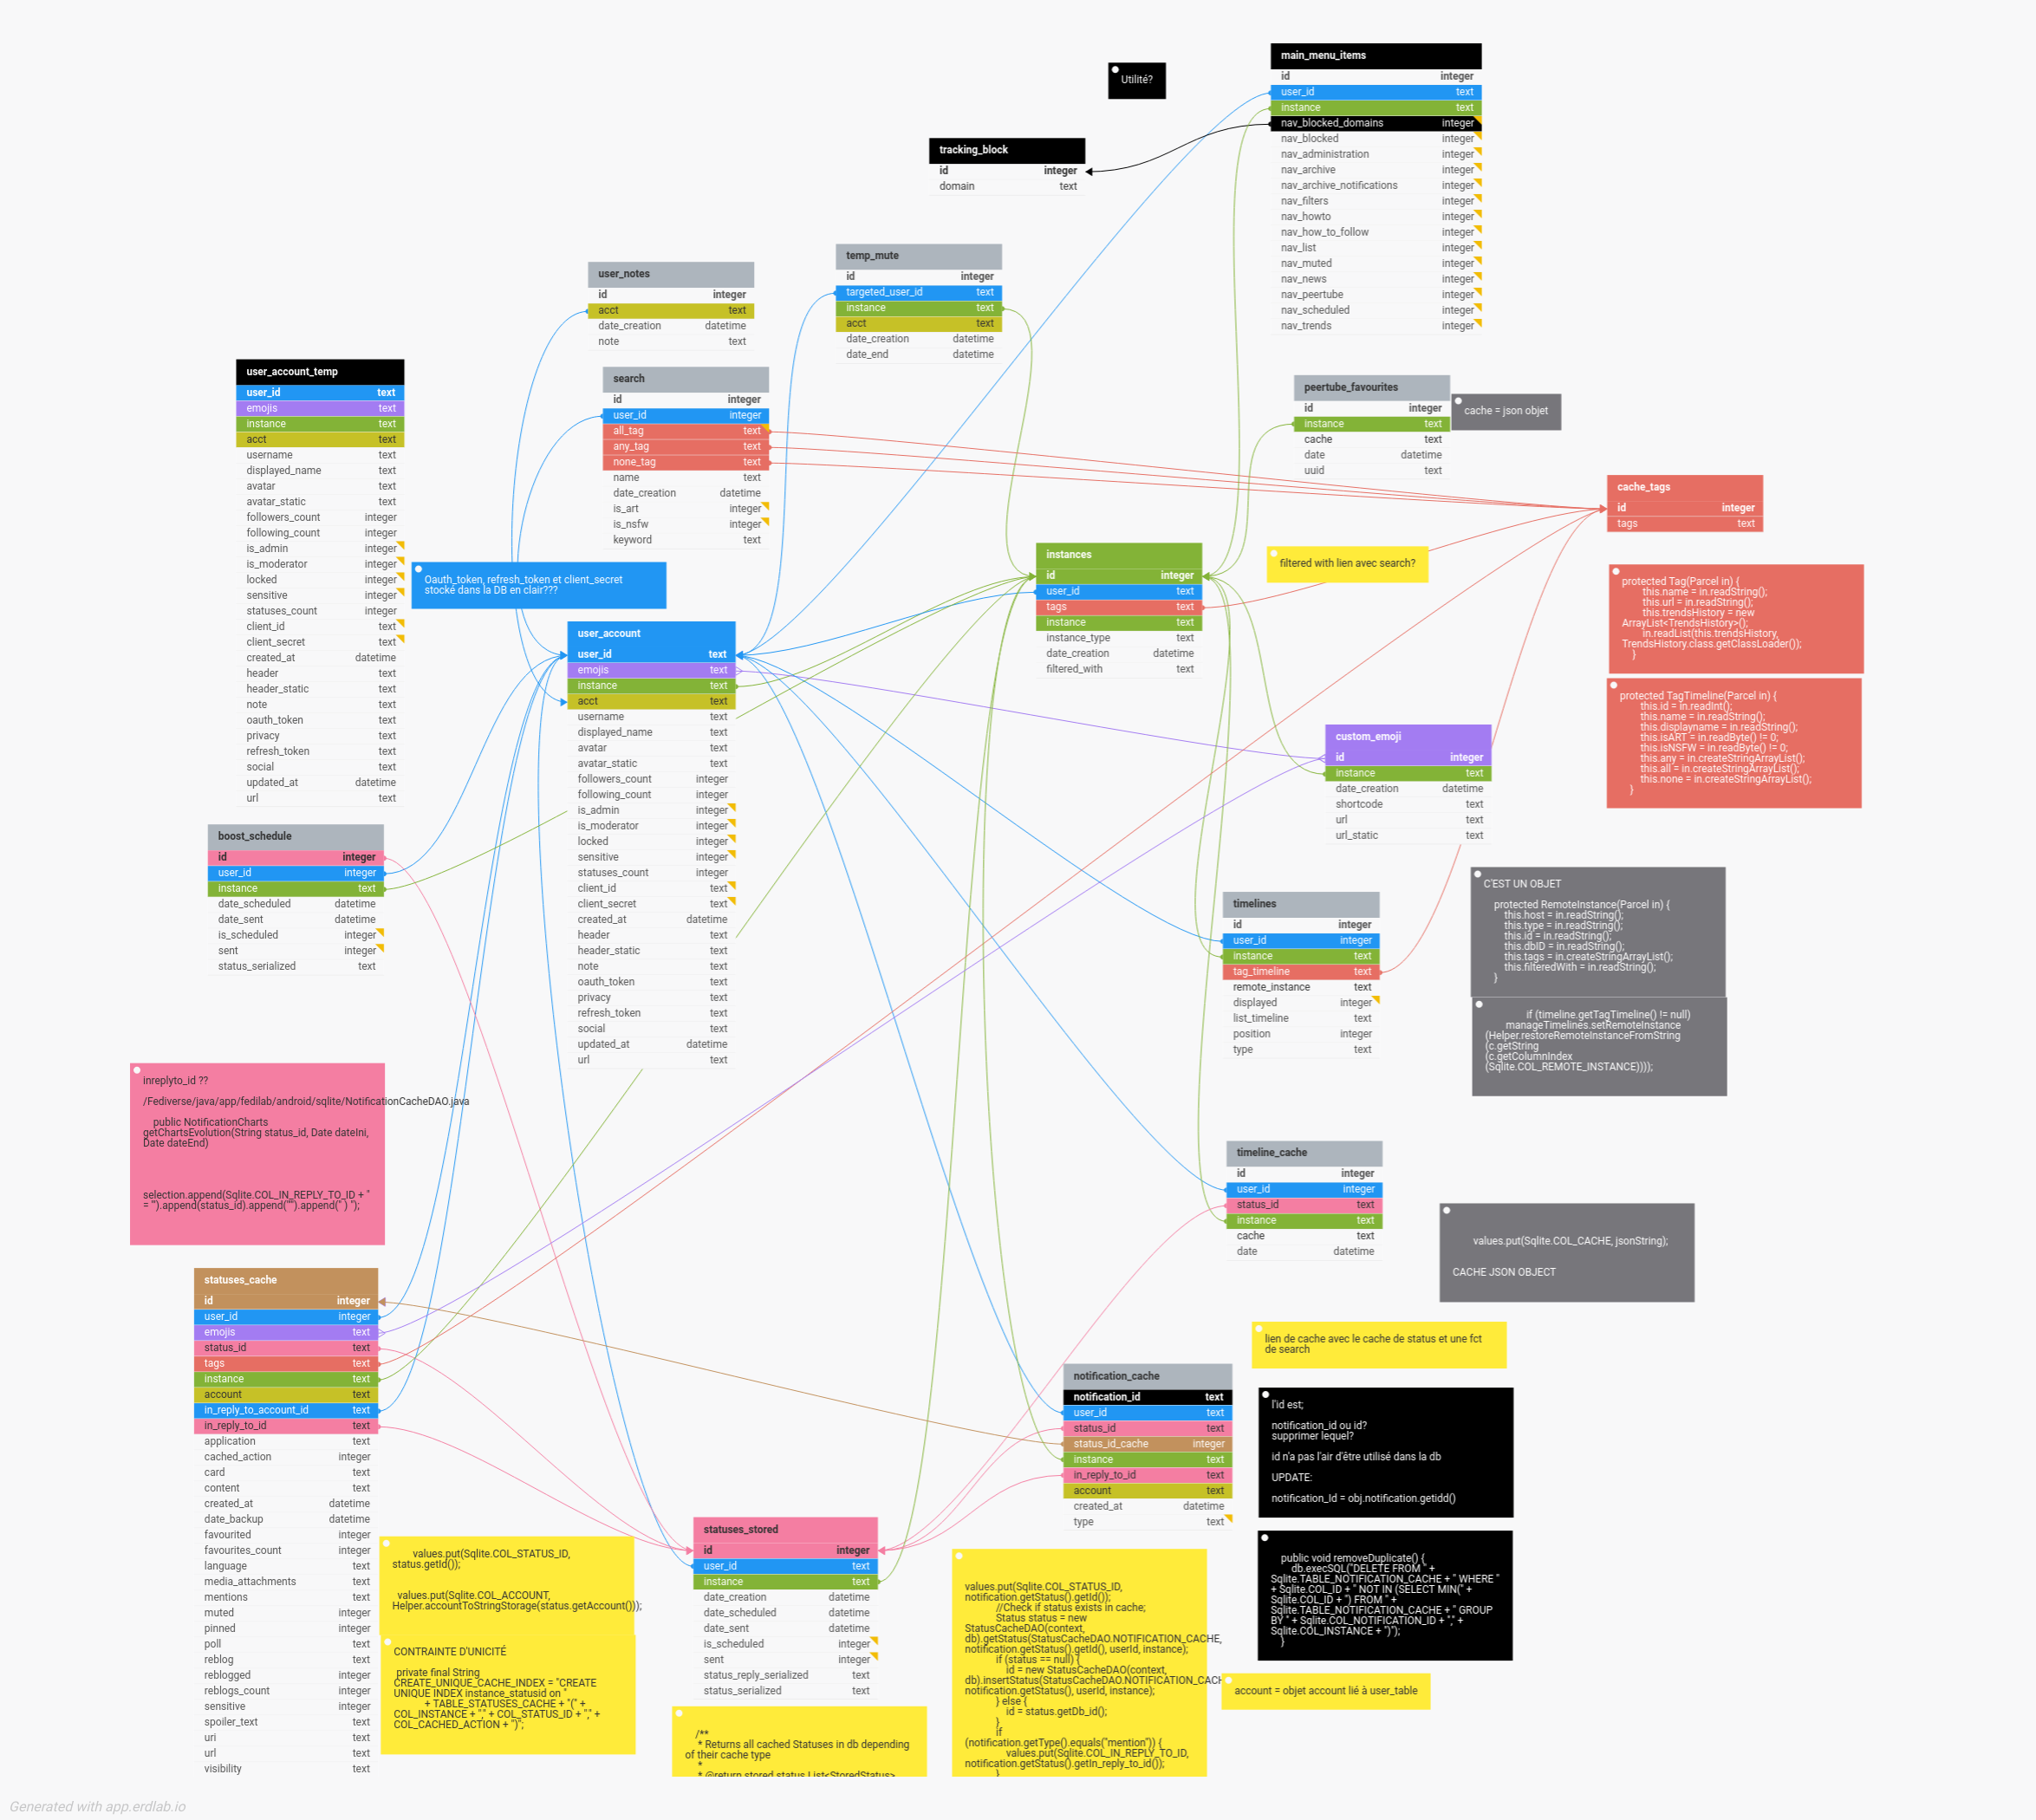 Utilité?
main_menu_items
id integer
user_id text
instance text
nav_blocked_domains integer
nav_blocked integer
nav_administration integer
nav_archive integer
nav_archive_notifications integer
nav_filters integer
nav_howto integer
nav_how_to_follow integer
nav_list integer
nav_muted integer
nav_news integer
nav_peertube integer
nav_scheduled integer
nav_trends integer
tracking_block
id integer
domain text
user_notes
id integer
acct text
date_creation datetime
note text
temp_mute
id integer
targeted_user_id text
instance text
acct text
date_creation datetime
date_end datetime
user_account_temp
user_id text
emojis text
instance text
acct text
username text
displayed_name text
avatar text
avatar_static text
followers_count integer
following_count integer
is_admin integer
is_moderator integer
locked integer
sensitive integer
statuses_count integer
client_id text
client_secret text
created_at datetime
header text
header_static text
note text
oauth_token text
privacy text
refresh_token text
social text
updated_at datetime
url text
search
id integer
user_id integer
all_tag text
any_tag text
none_tag text
name text
date_creation datetime
is_art integer
is_nsfw integer
keyword text
peertube_favourites
id integer
instance text
cache text
date datetime
uuid text
cache = json objet
cache_tags
id integer
tags text
Oauth_token, refresh_token et client_secret
stocké dans la DB en clair???
instances
id integer
user_id text
tags text
instance text
instance_type text
date_creation datetime
filtered_with text
filtered with lien avec search?
protected Tag(Parcel in) {
this.name = in.readString();
this.url = in.readString();
this.trendsHistory = new
ArrayList<TrendsHistory>();
in.readList(this.trendsHistory,
TrendsHistory.class.getClassLoader());
}
protected TagTimeline(Parcel in) {
this.id = in.readInt();
this.name = in.readString();
this.displayname = in.readString();
this.isART = in.readByte() != 0;
this.isNSFW = in.readByte() != 0;
this.any = in.createStringArrayList();
this.all = in.createStringArrayList();
this.none = in.createStringArrayList();
}
user_account
user_id text
emojis text
instance text
acct text
username text
displayed_name text
avatar text
avatar_static text
followers_count integer
following_count integer
is_admin integer
is_moderator integer
locked integer
sensitive integer
statuses_count integer
client_id text
client_secret text
created_at datetime
header text
header_static text
note text
oauth_token text
privacy text
refresh_token text
social text
updated_at datetime
url text
custom_emoji
id integer
instance text
date_creation datetime
shortcode text
url text
url_static text
boost_schedule
id integer
user_id integer
instance text
date_scheduled datetime
date_sent datetime
is_scheduled integer
sent integer
status_serialized text
timelines
id integer
user_id integer
instance text
tag_timeline text
remote_instance text
displayed integer
list_timeline text
position integer
type text
C'EST UN OBJET
protected RemoteInstance(Parcel in) {
this.host = in.readString();
this.type = in.readString();
this.id = in.readString();
this.dbID = in.readString();
this.tags = in.createStringArrayList();
this.filteredWith = in.readString();
}
if (timeline.getTagTimeline() != null)
manageTimelines.setRemoteInstance
(Helper.restoreRemoteInstanceFromString
(c.getString
(c.getColumnIndex
(Sqlite.COL_REMOTE_INSTANCE))));
inreplyto_id ??
/Fediverse/java/app/fedilab/android/sqlite/NotificationCacheDAO.java
public NotificationCharts
getChartsEvolution(String status_id, Date dateIni,
Date dateEnd)
selection.append(Sqlite.COL_IN_REPLY_TO_ID + "
= '").append(status_id).append("'").append(" ) ");
timeline_cache
id integer
user_id integer
status_id text
instance text
cache text
date datetime
values.put(Sqlite.COL_CACHE, jsonString);
CACHE JSON OBJECT
statuses_cache
id integer
user_id integer
emojis text
status_id text
tags text
instance text
account text
in_reply_to_account_id text
in_reply_to_id text
application text
cached_action integer
card text
content text
created_at datetime
date_backup datetime
favourited integer
favourites_count integer
language text
media_attachments text
mentions text
muted integer
pinned integer
poll text
reblog text
reblogged integer
reblogs_count integer
sensitive integer
spoiler_text text
uri text
url text
visibility text
lien de cache avec le cache de status et une fct
de search
notification_cache
notification_id text
user_id text
status_id text
status_id_cache integer
instance text
in_reply_to_id text
account text
created_at datetime
type text
l'id est;
notification_id ou id?
supprimer lequel?
id n'a pas l'air d'être utilisé dans la db
UPDATE:
notification_Id = obj.notification.getidd()
statuses_stored
id integer
user_id text
instance text
date_creation datetime
date_scheduled datetime
date_sent datetime
is_scheduled integer
sent integer
status_reply_serialized text
status_serialized text
values.put(Sqlite.COL_STATUS_ID,
status.getId());
values.put(Sqlite.COL_ACCOUNT,
Helper.accountToStringStorage(status.getAccount()));
CONTRAINTE D'UNICITÉ
private final String
CREATE_UNIQUE_CACHE_INDEX = "CREATE
UNIQUE INDEX instance_statusid on "
+ TABLE_STATUSES_CACHE + "(" +
COL_INSTANCE + "," + COL_STATUS_ID + "," +
COL_CACHED_ACTION + ")";
/**
* Returns all cached Statuses in db depending
of their cache type
*
* @return stored status List<StoredStatus>
values.put(Sqlite.COL_STATUS_ID,
notification.getStatus().getId());
//Check if status exists in cache;
Status status = new
StatusCacheDAO(context,
db).getStatus(StatusCacheDAO.NOTIFICATION_CACHE,
notification.getStatus().getId(), userId, instance);
if (status == null) {
id = new StatusCacheDAO(context,
db).insertStatus(StatusCacheDAO.NOTIFICATION_CACH
notification.getStatus(), userId, instance);
} else {
id = status.getDb_id();
}
if
(notification.getType().equals("mention")) {
values.put(Sqlite.COL_IN_REPLY_TO_ID,
notification.getStatus().getIn_reply_to_id());
}
public void removeDuplicate() {
db.execSQL("DELETE FROM " +
Sqlite.TABLE_NOTIFICATION_CACHE + " WHERE "
+ Sqlite.COL_ID + " NOT IN (SELECT MIN(" +
Sqlite.COL_ID + ") FROM " +
Sqlite.TABLE_NOTIFICATION_CACHE + " GROUP
BY " + Sqlite.COL_NOTIFICATION_ID + "," +
Sqlite.COL_INSTANCE + ")");
}
account = objet account lié à user_table
Generated with app.erdlab.io